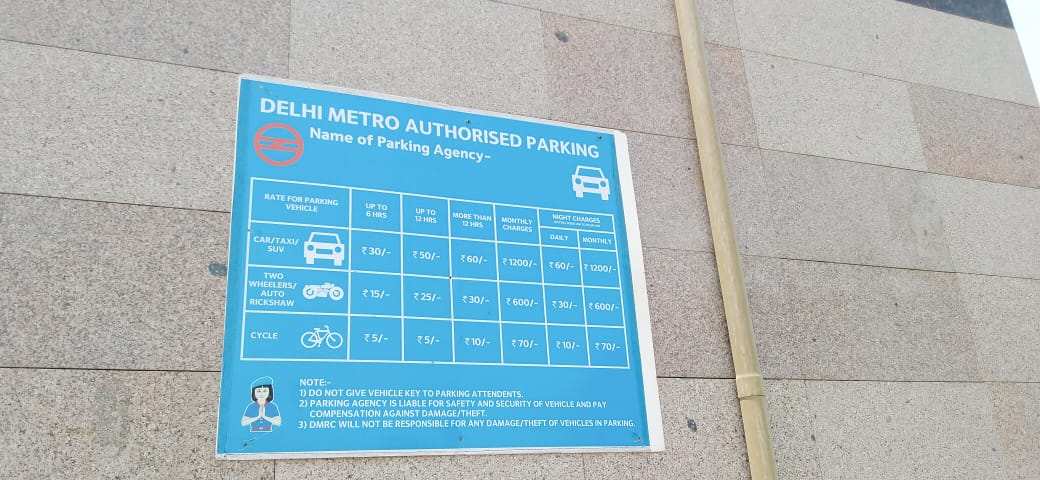 DELHI METRO AUTHORISED PARKING
Name of Parking Agency-
RATE FOR PARKING VEHICLE UP TO 6 HRS UP TO 12 HRS MORE THAN 12 HRS MONTHLY CHARGES NIGHT CHARGES
DAILY MONTHLY
CAR/TAXI/ SUV ₹30/- ₹50/- ₹60/- ₹1200/- ₹60/- ₹1200/-
TWO WHEELERS/ AUTO RICKSHAW ₹15/- ₹25/- ₹30/- ₹600/- ₹30/- ₹600/-
CYCLE ₹5/- ₹5/- ₹10/- ₹70/- ₹10/- ₹70/-
NOTE:-
1) DO NOT GIVE VEHICLE KEY TO PARKING ATTENDENTS.
2) PARKING AGENCY IS LIABLE FOR SAFETY AND SECURITY OF VEHICLE AND PAY
COMPENSATION AGAINST DAMAGE/THEFT.
3) DMRC WILL NOT BE RESPONSIBLE FOR ANY DAMAGE/THEFT OF VEHICLES IN PARKING.